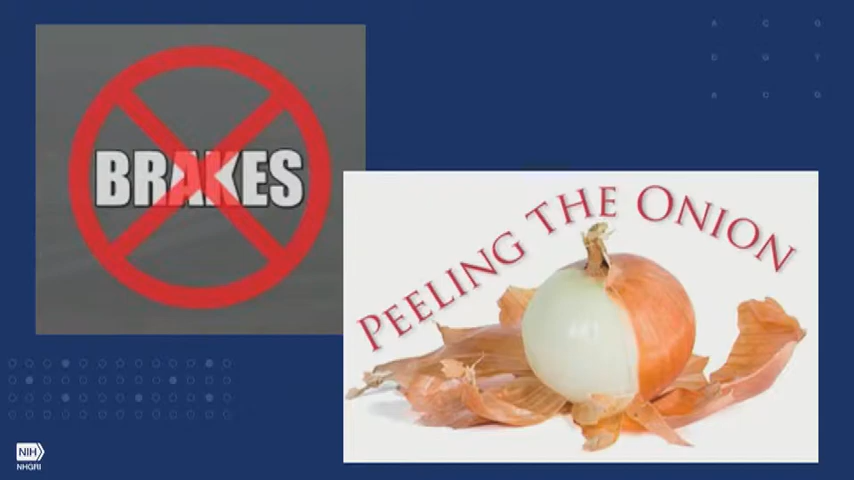 A C G
BRAKES
PEELING THE ONION
NIH
NHGRI